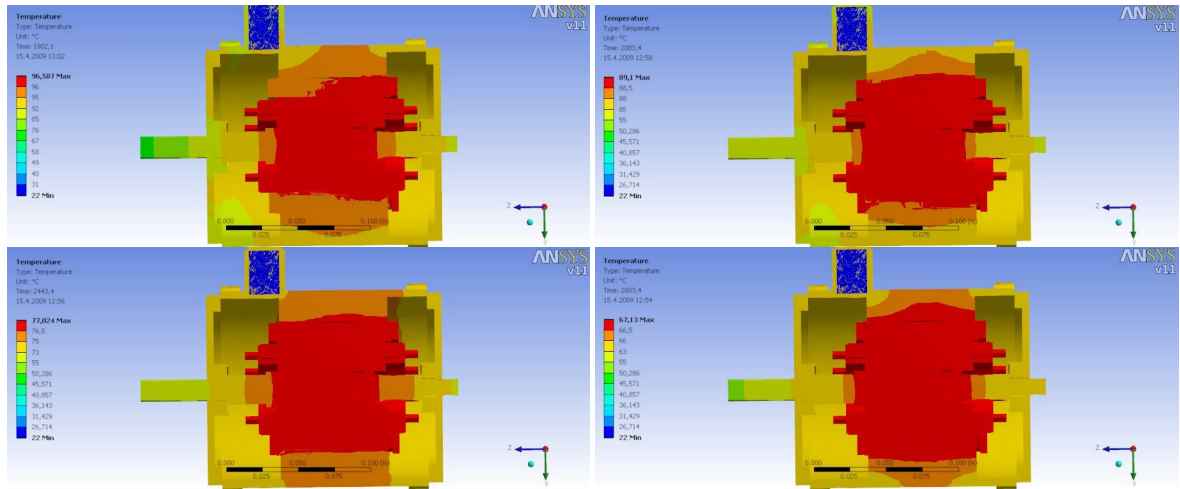 Temperature
Type: Temperature
Unit: °C
Time: 1902,1
15.4.2009 13:02
96,587 Max
96
95
92
85
76
67
58
49
40
31
22 Min
ANSYS
v11
0.000
0.050
0.100 (m)
0.025
0.075
Z
Y
Temperature
Type: Temperature
Unit: °C
Time: 2083,4
15.4.2009 12:58
89,1 Max
88,5
88
85
55
50,286
45,571
40,857
36,143
31,429
26,714
22 Min
ANSYS
v11
0.000
0.050
0.100 (m)
0.025
0.075
Z
Y
Temperature
Type: Temperature
Unit: °C
Time: 2443,4
15.4.2009 12:56
77,024 Max
76,5
75
73
55
50,286
45,571
40,857
36,143
31,429
26,714
22 Min
ANSYS
v11
0.000
0.050
0.100 (m)
0.025
0.075
Z
Y
Temperature
Type: Temperature
Unit: °C
Time: 2803,4
15.4.2009 12:54
67,13 Max
66,5
66
63
55
50,286
45,571
40,857
36,143
31,429
26,714
22 Min
ANSYS
v11
0.000
0.050
0.100 (m)
0.025
0.075
Z
Y